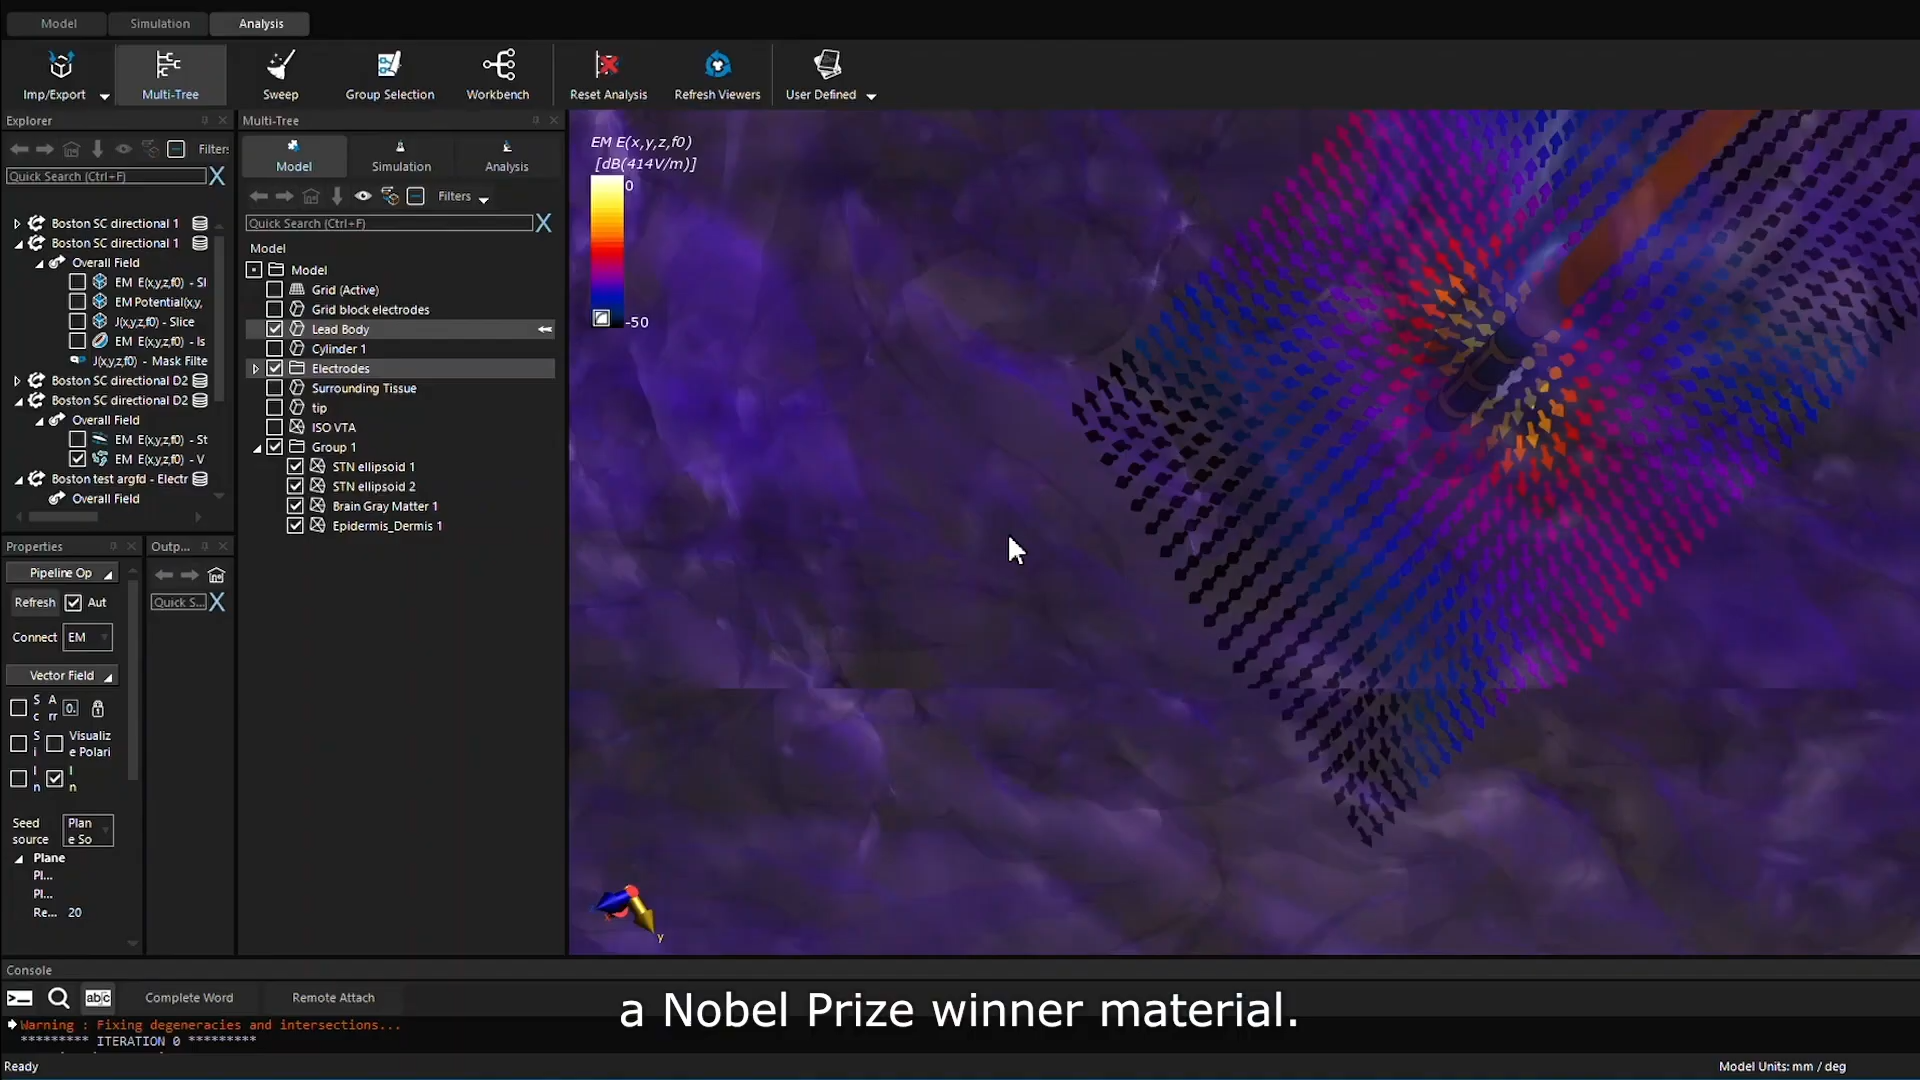 Model Simulation Analysis
Imp/Export Multi-Tree Sweep Group Selection Workbench Reset Analysis Refresh Viewers User Defined
Explorer
Filter:
Quick Search (Ctrl+F)
Boston SC directional 1
Boston SC directional 1
Overall Field
EM E(x,y,z,f0) - Sl
EM Potential(x,y,
J(x,y,z,f0) - Slice
EM E(x,y,z,f0) - Is
J(x,y,z,f0) - Mask Filte
Boston SC directional D2
Boston SC directional D2
Overall Field
EM E(x,y,z,f0) - St
EM E(x,y,z,f0) - V
Boston test argfd - Electr
Overall Field
Multi-Tree
Model Simulation Analysis
Filters
Quick Search (Ctrl+F)
Model
Model
Grid (Active)
Grid block electrodes
Lead Body
Cylinder 1
Electrodes
Surrounding Tissue
tip
ISO VTA
Group 1
STN ellipsoid 1
STN ellipsoid 2
Brain Gray Matter 1
Epidermis_Dermis 1
EM E(x,y,z,f0)
[dB(414V/m)]
0
-50
Properties
Pipeline Op
Refresh Aut
Connect EM
Vector Field
S c A rr 0.
S i Visualiz e Polari
I n I n
Seed source Plan e So
Plane
Pl...
Pl...
Re... 20
Outp...
Quick S...
y
Console
abc Complete Word Remote Attach
Warning : Fixing degeneracies and intersections...
********* ITERATION 0 *********
a Nobel Prize winner material.
Ready
Model Units: mm / deg